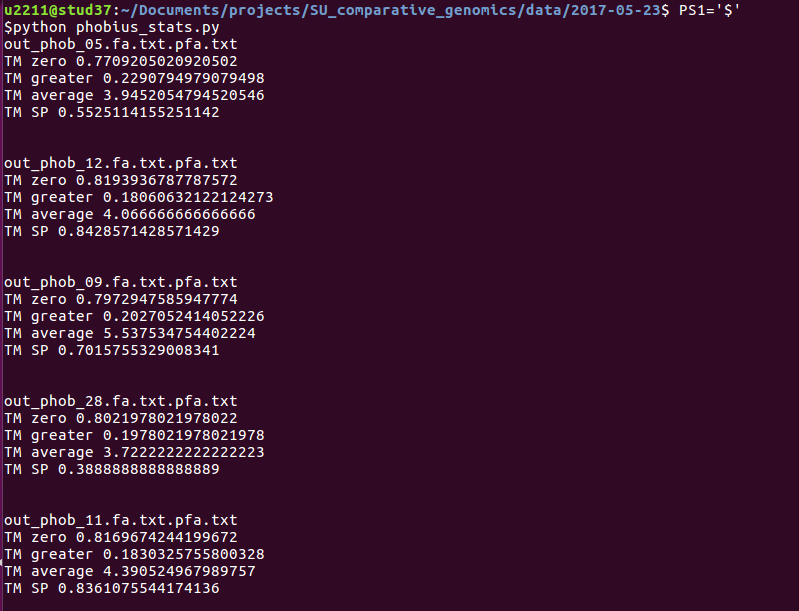 u2211@stud37:~/Documents/projects/SU_comparative_genomics/data/2017-05-23$ PS1='$'
$python phobius_stats.py
out_phob_05.fa.txt.pfa.txt
TM zero 0.7709205020920502
TM greater 0.2290794979079498
TM average 3.9452054794520546
TM SP 0.5525114155251142
out_phob_12.fa.txt.pfa.txt
TM zero 0.8193936787787572
TM greater 0.18060632122124273
TM average 4.066666666666666
TM SP 0.8428571428571429
out_phob_09.fa.txt.pfa.txt
TM zero 0.7972947585947774
TM greater 0.2027052414052226
TM average 5.537534754402224
TM SP 0.7015755329008341
out_phob_28.fa.txt.pfa.txt
TM zero 0.8021978021978022
TM greater 0.1978021978021978
TM average 3.7222222222222223
TM SP 0.3888888888888889
out_phob_11.fa.txt.pfa.txt
TM zero 0.8169674244199672
TM greater 0.1830325755800328
TM average 4.390524967989757
TM SP 0.8361075544174136